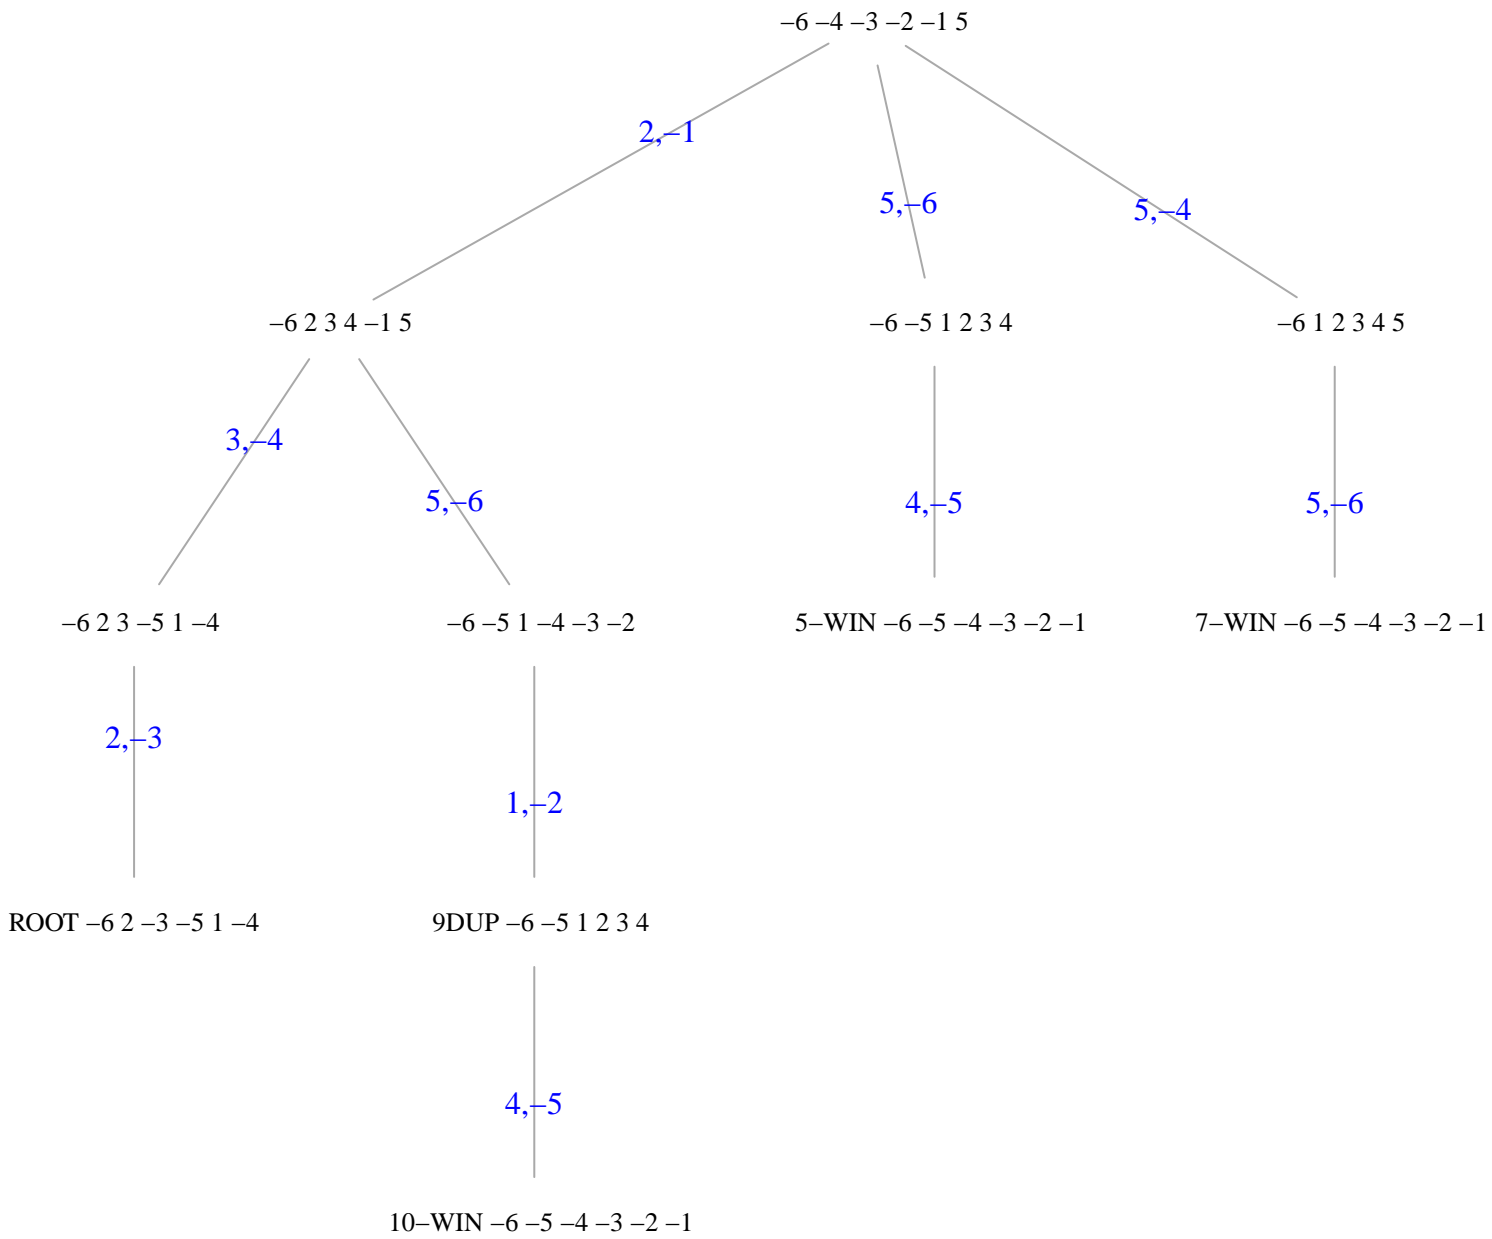 –6 –4 –3 –2 –1 5
2,–1
5,–6
5,–4
–6 2 3 4 –1 5
–6 –5 1 2 3 4
–6 1 2 3 4 5
3,–4
5,–6
4,–5
5,–6
–6 2 3 –5 1 –4
–6 –5 1 –4 –3 –2
5–WIN –6 –5 –4 –3 –2 –1
7–WIN –6 –5 –4 –3 –2 –1
2,–3
1,–2
ROOT –6 2 –3 –5 1 –4
9DUP –6 –5 1 2 3 4
4,–5
10–WIN –6 –5 –4 –3 –2 –1